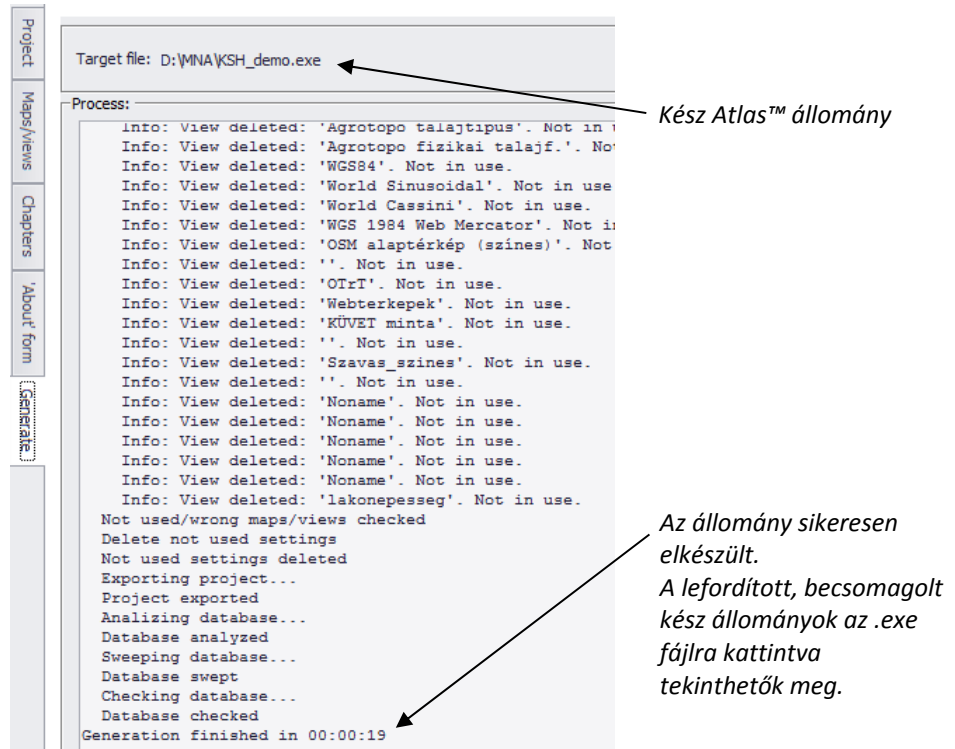 Project
Maps/views
Chapters
'About' form
Generate
Target file: D:\MNA\KSH_demo.exe
Kész Atlas™ állomány
Process:
Info: View deleted: 'Agrotopo talajtípus'. Not in
Info: View deleted: 'Agrotopo fizikai talajf.'. No
Info: View deleted: 'WGS84'. Not in use.
Info: View deleted: 'World Sinusoidal'. Not in use
Info: View deleted: 'World Cassini'. Not in use.
Info: View deleted: 'WGS 1984 Web Mercator'. Not i
Info: View deleted: 'OSM alaptérkép (színes)'. Not
Info: View deleted: ''. Not in use.
Info: View deleted: 'OTrT'. Not in use.
Info: View deleted: 'Webterkepek'. Not in use.
Info: View deleted: 'KÜVET minta'. Not in use.
Info: View deleted: ''. Not in use.
Info: View deleted: 'Szavas_szines'. Not in use.
Info: View deleted: ''. Not in use.
Info: View deleted: 'Noname'. Not in use.
Info: View deleted: 'Noname'. Not in use.
Info: View deleted: 'Noname'. Not in use.
Info: View deleted: 'Noname'. Not in use.
Info: View deleted: 'Noname'. Not in use.
Info: View deleted: 'lakonepesseg'. Not in use.
Not used/wrong maps/views checked
Delete not used settings
Not used settings deleted
Exporting project...
Project exported
Analizing database...
Database analyzed
Sweeping database...
Database swept
Checking database...
Database checked
Generation finished in 00:00:19
Az állomány sikeresen
elkészült.
A lefordított, becsomagolt
kész állományok az .exe
fájlra kattintva
tekinthetők meg.